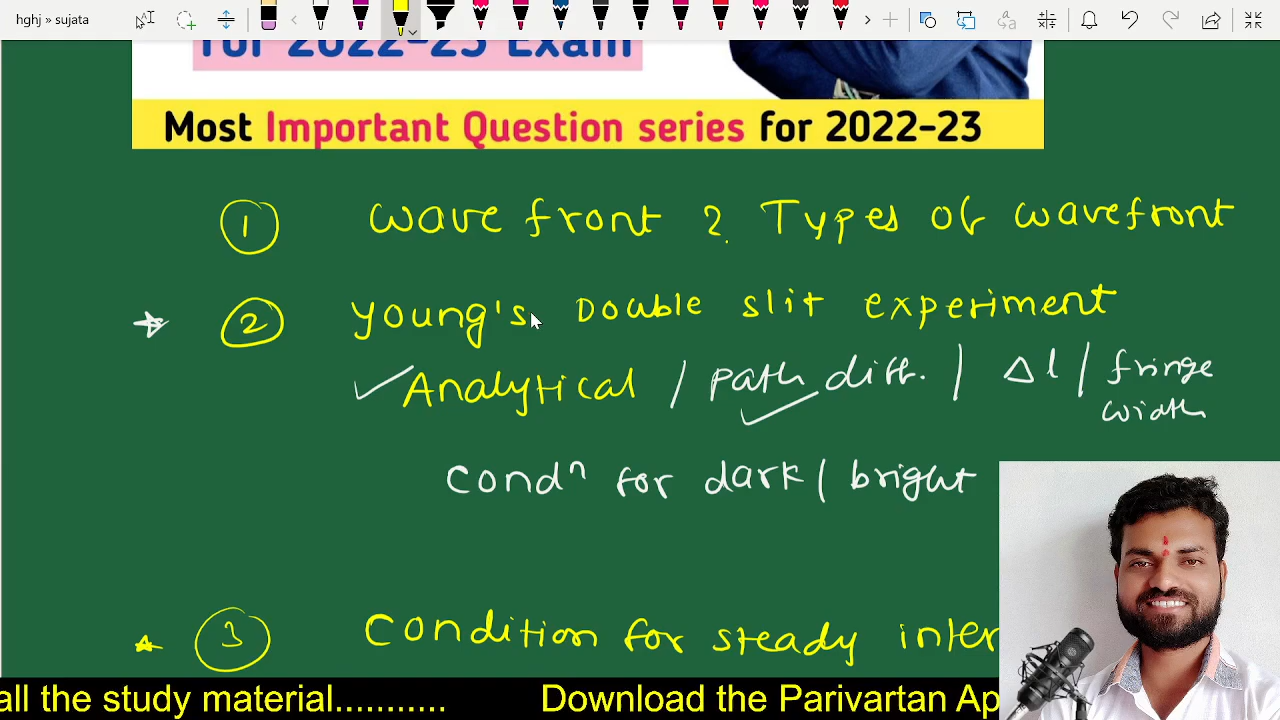 hghj » sujata
for 2022-23 Exam
Most Important Question series for 2022-23
1 wave front ? Types of wavefront
2 Young's Double slit experiment
Analytical / path diff. / Δl / fringe
width
condⁿ for dark / bright
3 condition for steady inter
all the study material........... Download the Parivartan Ap